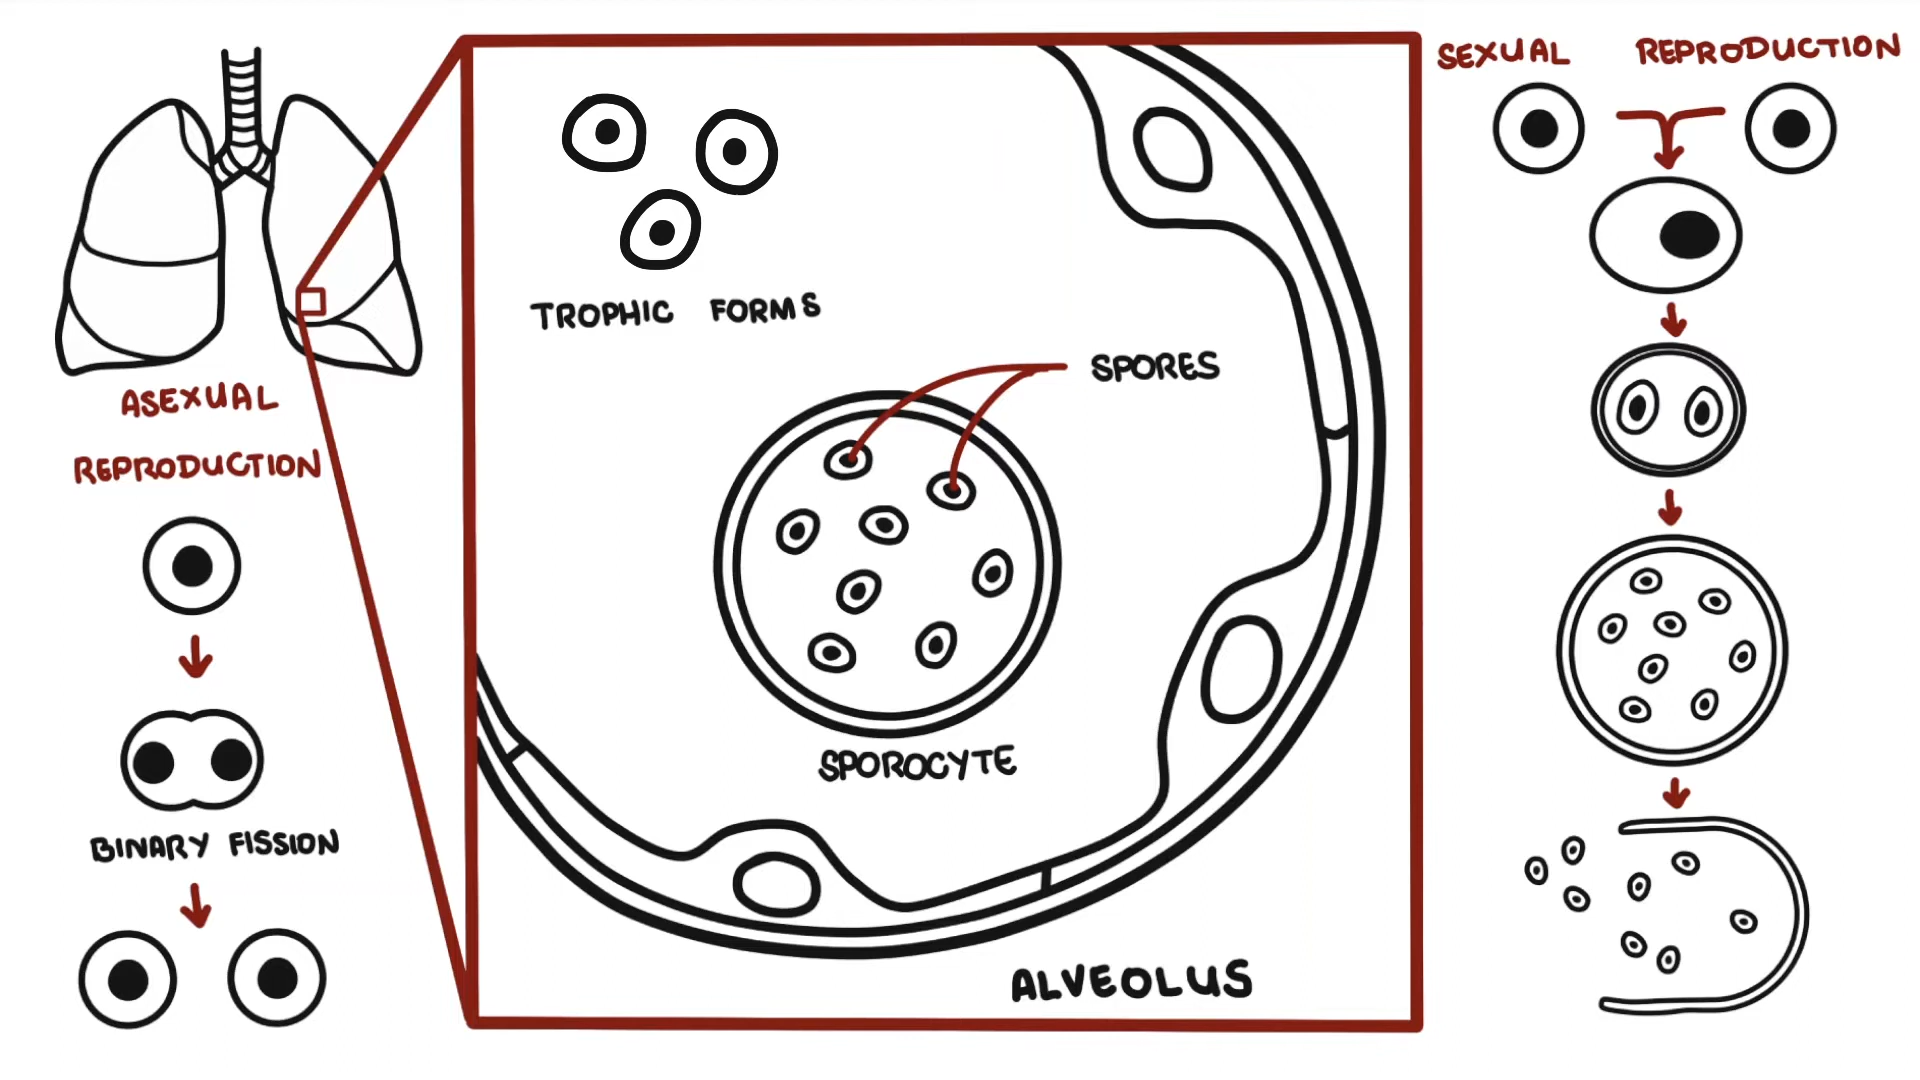 ASEXUAL
REPRODUCTION
BINARY FISSION
TROPHIC FORMS
SPORES
SPOROCYTE
ALVEOLUS
SEXUAL REPRODUCTION